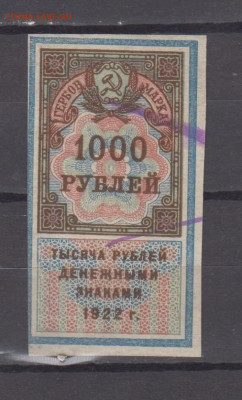 ГЕРБОВ. МАРКА
1000
РУБЛЕЙ
ТЫСЯЧА РУБЛЕЙ
ДЕНЕЖНЫМИ
ЗНАКАМИ
1922 г.